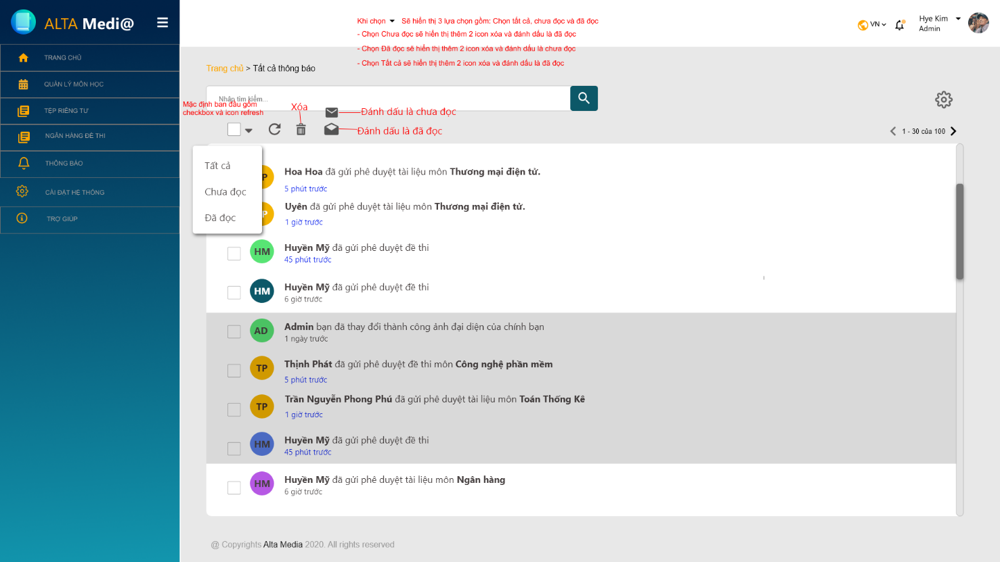 ALTA Medi@
TRANG CHỦ
QUẢN LÝ MÔN HỌC
TỆP RIÊNG TƯ
NGÂN HÀNG ĐỀ THI
THÔNG BÁO
CÀI ĐẶT HỆ THỐNG
TRỢ GIÚP
Khi chọn Sẽ hiển thị 3 lựa chọn gồm: Chọn tất cả, chưa đọc và đã đọc
- Chọn Chưa đọc sẽ hiển thị thêm 2 icon xóa và đánh dấu là đã đọc
- Chọn Đã đọc sẽ hiển thị thêm 2 icon xóa và đánh dấu là chưa đọc
- Chọn Tất cả sẽ hiển thị thêm 2 icon xóa và đánh dấu là đã đọc
VN
Hye Kim
Admin
Trang chủ > Tất cả thông báo
Nhập tìm kiếm...
Mặc định ban đầu gồm
checkbox và icon refresh
Xóa
Đánh dấu là chưa đọc
Đánh dấu là đã đọc
1 - 30 của 100
Tất cả
Chưa đọc
Đã đọc
P
Hoa Hoa đã gửi phê duyệt tài liệu môn Thương mại điện tử.
5 phút trước
P
Uyên đã gửi phê duyệt tài liệu môn Thương mại điện tử.
1 giờ trước
HM
Huyền Mỹ đã gửi phê duyệt đề thi
45 phút trước
HM
Huyền Mỹ đã gửi phê duyệt đề thi
6 giờ trước
AD
Admin bạn đã thay đổi thành công ảnh đại diện của chính bạn
1 ngày trước
TP
Thịnh Phát đã gửi phê duyệt đề thi môn Công nghệ phần mềm
5 phút trước
TP
Trần Nguyễn Phong Phú đã gửi phê duyệt tài liệu môn Toán Thống Kê
1 giờ trước
HM
Huyền Mỹ đã gửi phê duyệt đề thi
45 phút trước
HM
Huyền Mỹ đã gửi phê duyệt tài liệu môn Ngân hàng
6 giờ trước
@ Copyrights Alta Media 2020. All rights reserved